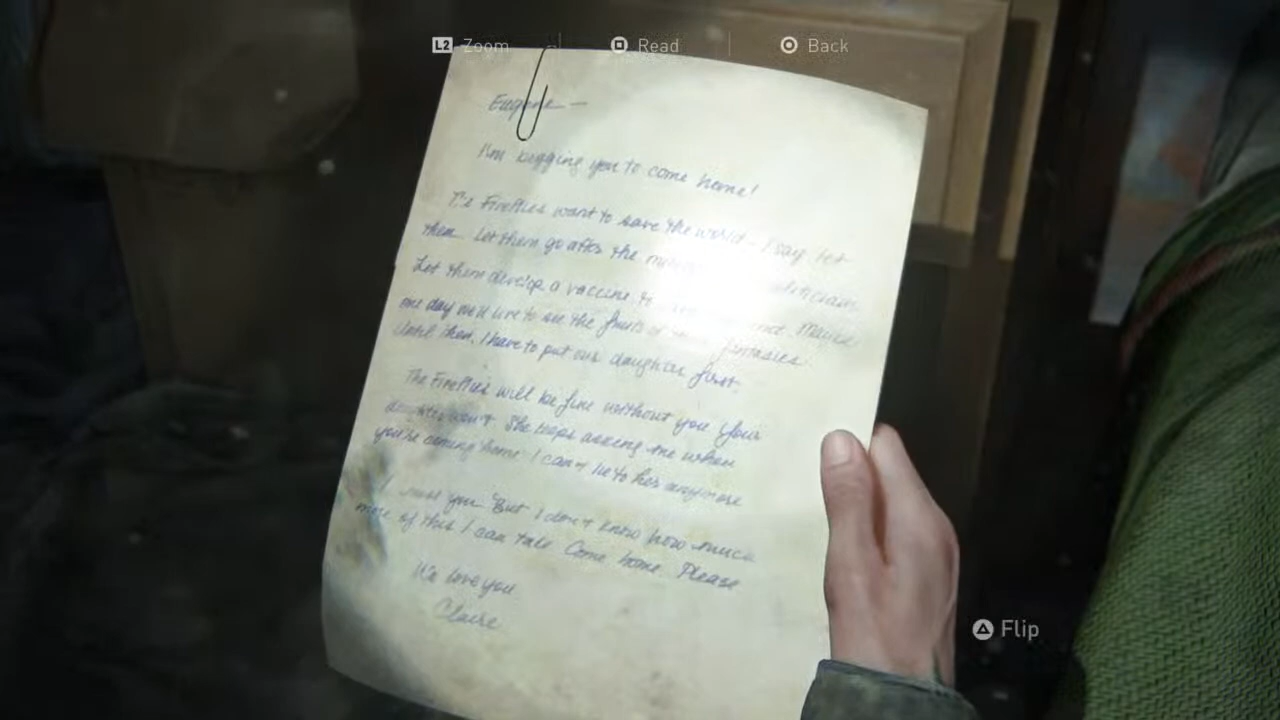 L2 Zoom
Read
Back
Eugene —
I'm begging you to come home!
The Fireflies want to save the world - I say, let
them. Let them go after the
Let them develop a vaccine to
one day we'll live to see the fruits of fantasies.
Until then, I have to put our daughter first.
The Fireflies will be fine without you. Your
daughter won't. She keeps asking me when
you're coming home. I can't lie to her anymore
I miss you. But I don't know how much
more of this I can take. Come home. Please
We love you
Claire
Flip